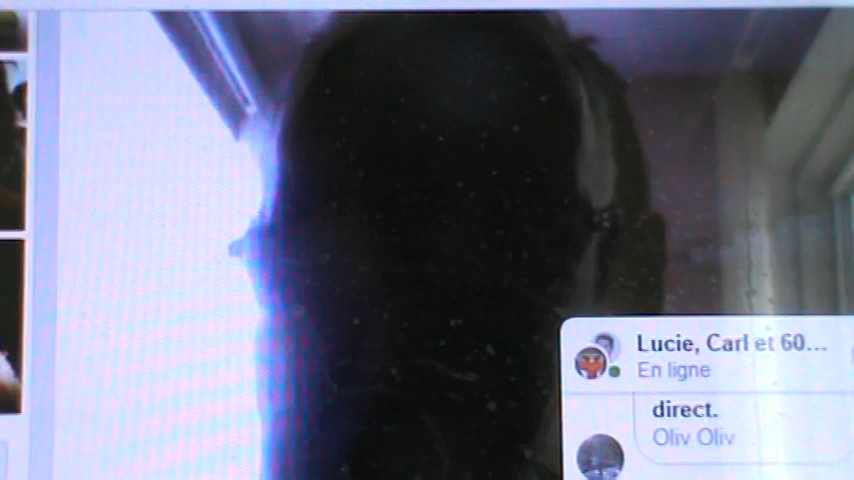 Lucie, Carl et 60...
En ligne
direct.
Oliv Oliv